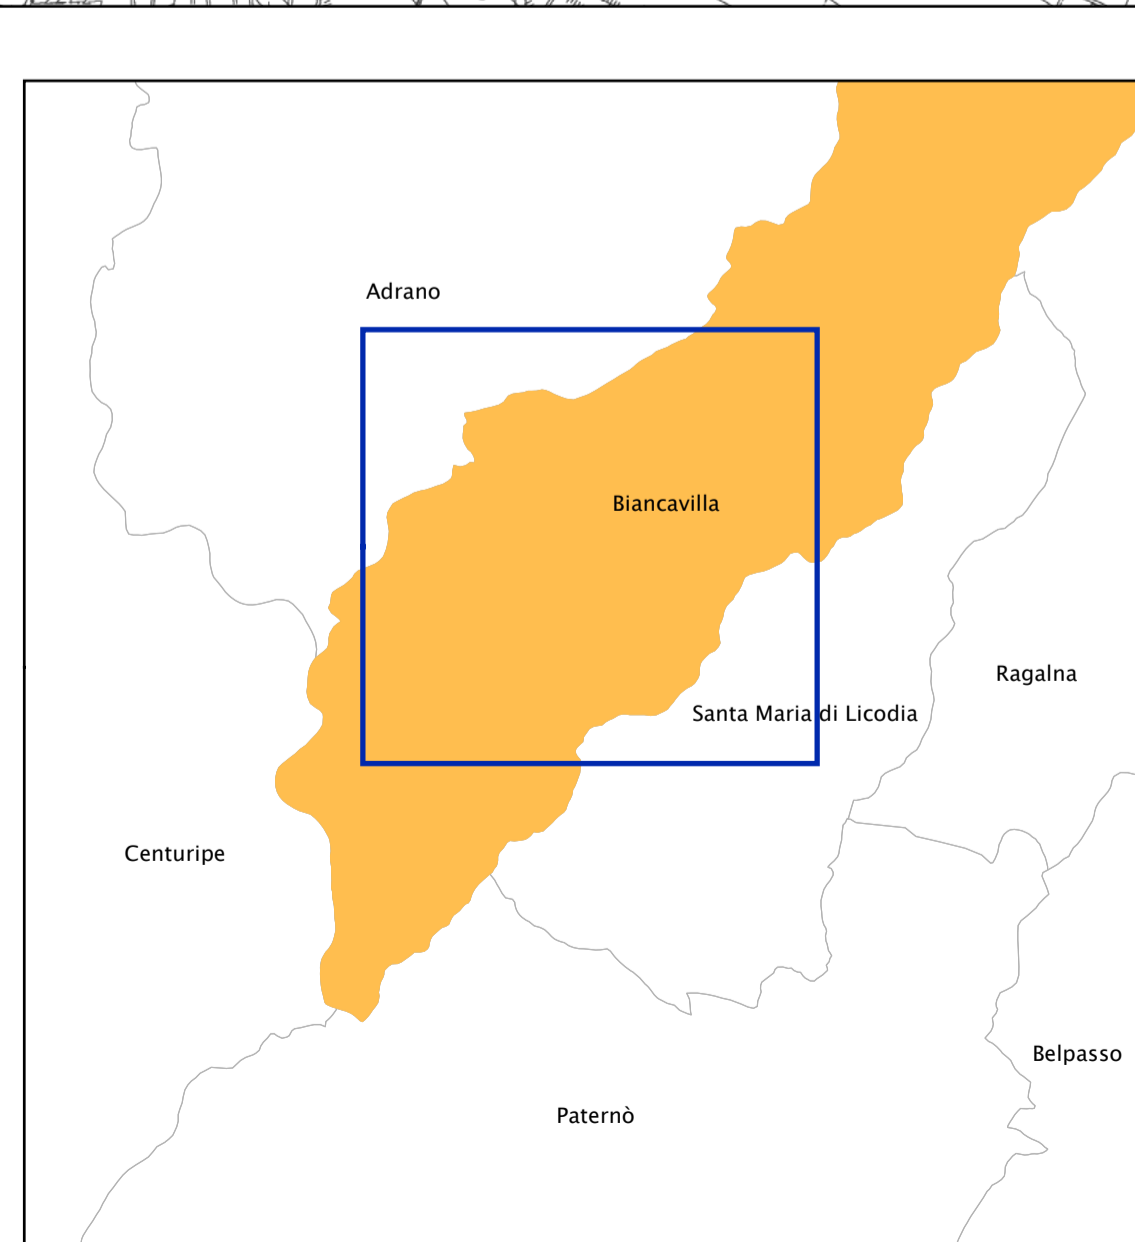 Adrano
Biancavilla
Ragalna
Santa Maria di Licodia
Centuripe
Belpasso
Paternò